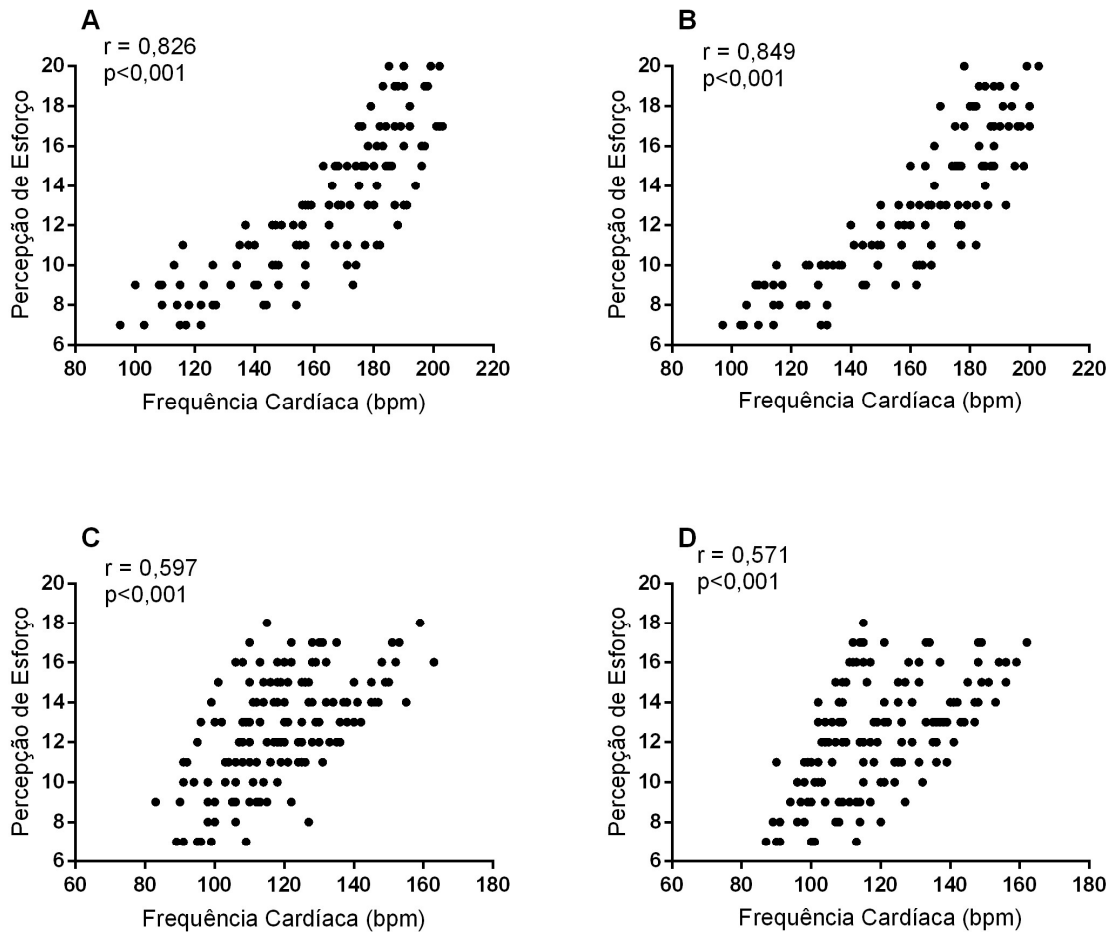 A
r = 0,826
p<0,001
Percepção de Esforço
20
18
16
14
12
10
8
6
80 100 120 140 160 180 200 220
Frequência Cardíaca (bpm)
B
r = 0,849
p<0,001
Percepção de Esforço
20
18
16
14
12
10
8
6
80 100 120 140 160 180 200 220
Frequência Cardíaca (bpm)
C
r = 0,597
p<0,001
Percepção de Esforço
20
18
16
14
12
10
8
6
60 80 100 120 140 160 180
Frequência Cardíaca (bpm)
D
r = 0,571
p<0,001
Percepção de Esforço
20
18
16
14
12
10
8
6
60 80 100 120 140 160 180
Frequência Cardíaca (bpm)